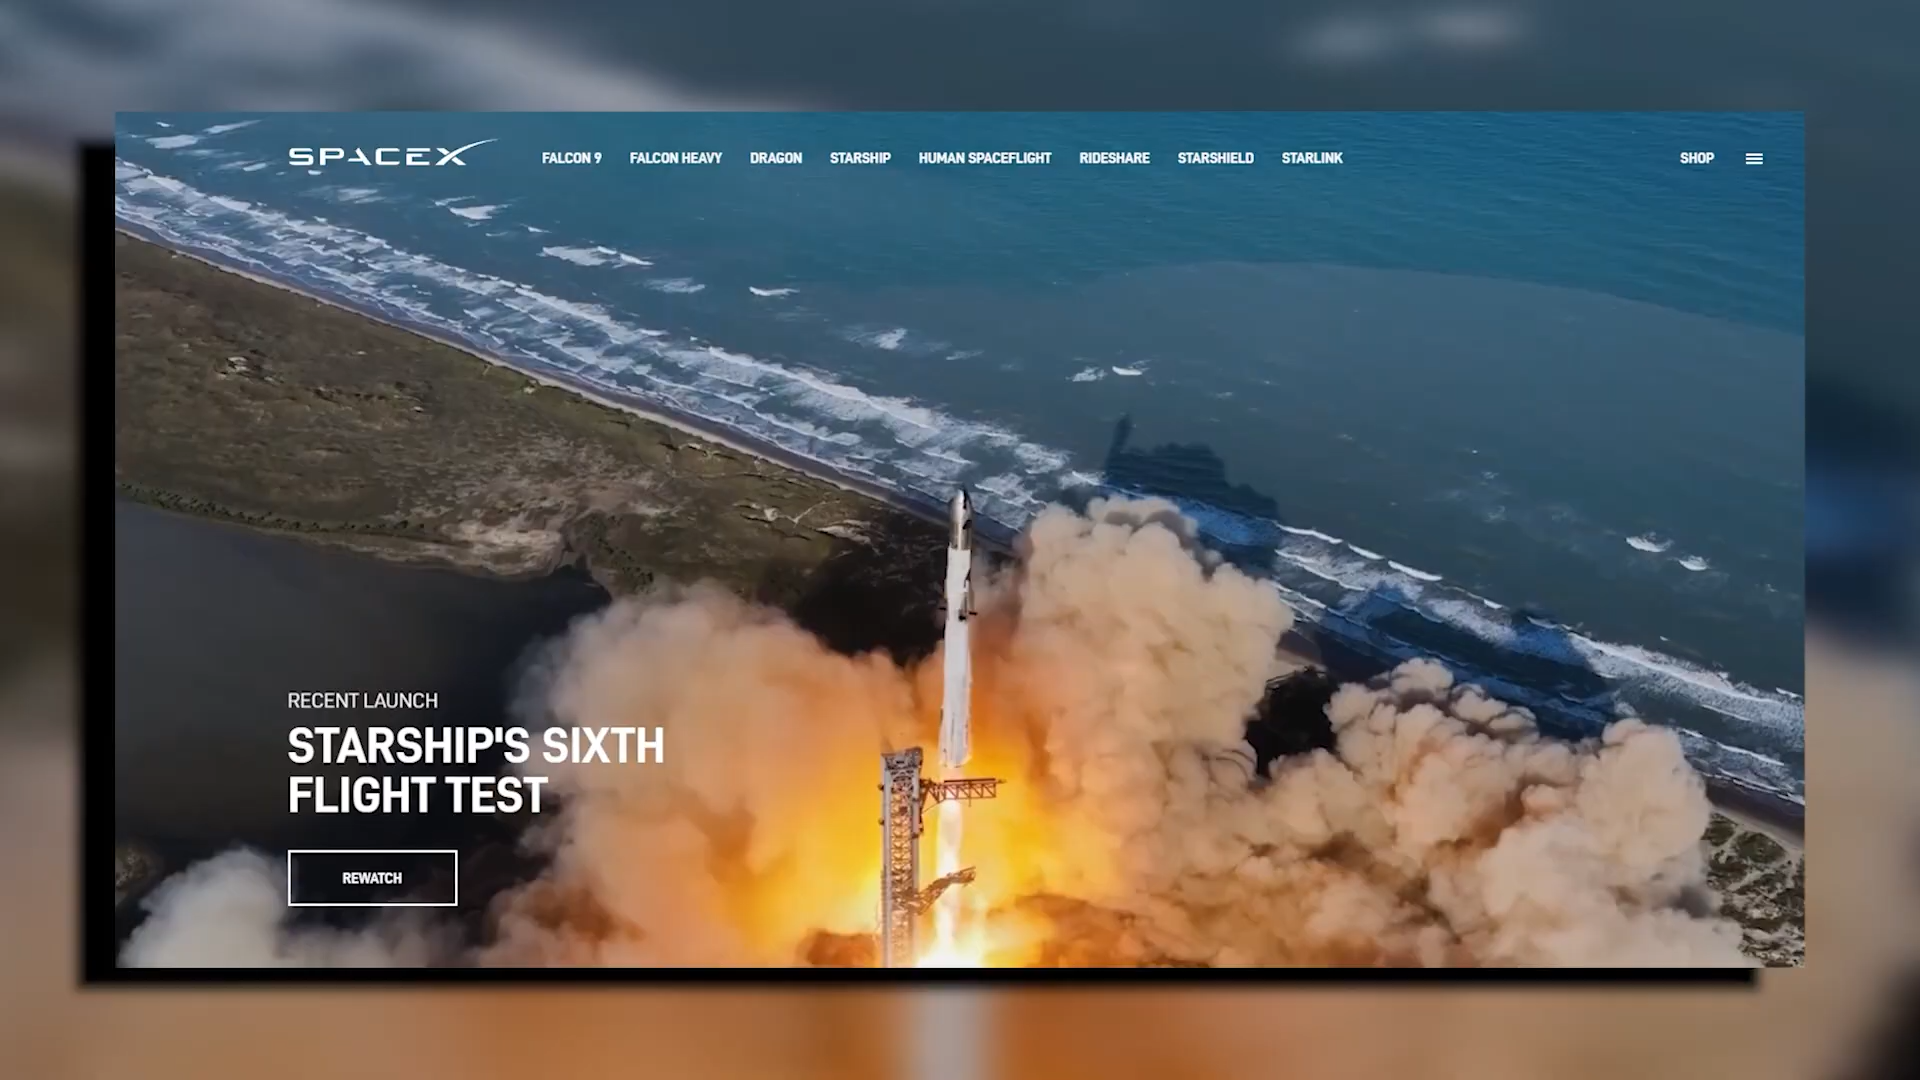 SPACEX
FALCON 9
FALCON HEAVY
DRAGON
STARSHIP
HUMAN SPACEFLIGHT
RIDESHARE
STARSHIELD
STARLINK
SHOP
RECENT LAUNCH
STARSHIP'S SIXTH
FLIGHT TEST
REWATCH